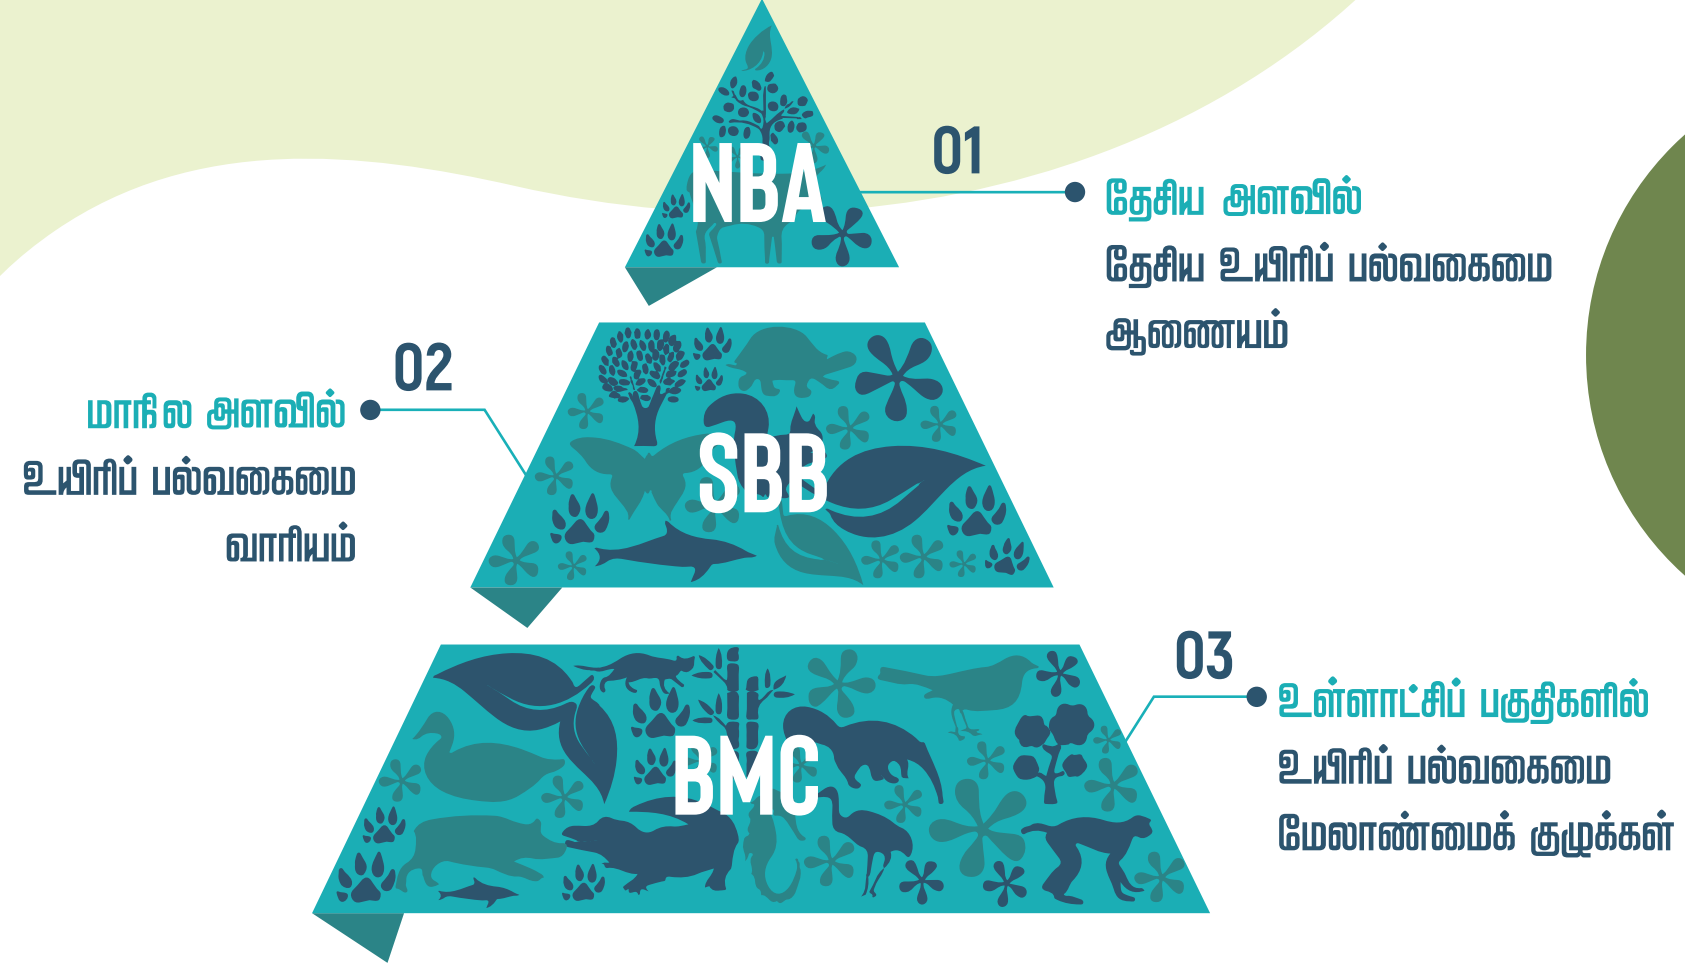 NBA
01
தேசிய அளவில்
தேசிய உயிரிப் பல்வகைமை
ஆணையம்
02
மாநில அளவில்
உயிரிப் பல்வகைமை
வாரியம்
SBB
03
உள்ளாட்சிப் பகுதிகளில்
உயிரிப் பல்வகைமை
மேலாண்மைக் குழுக்கள்
BMC